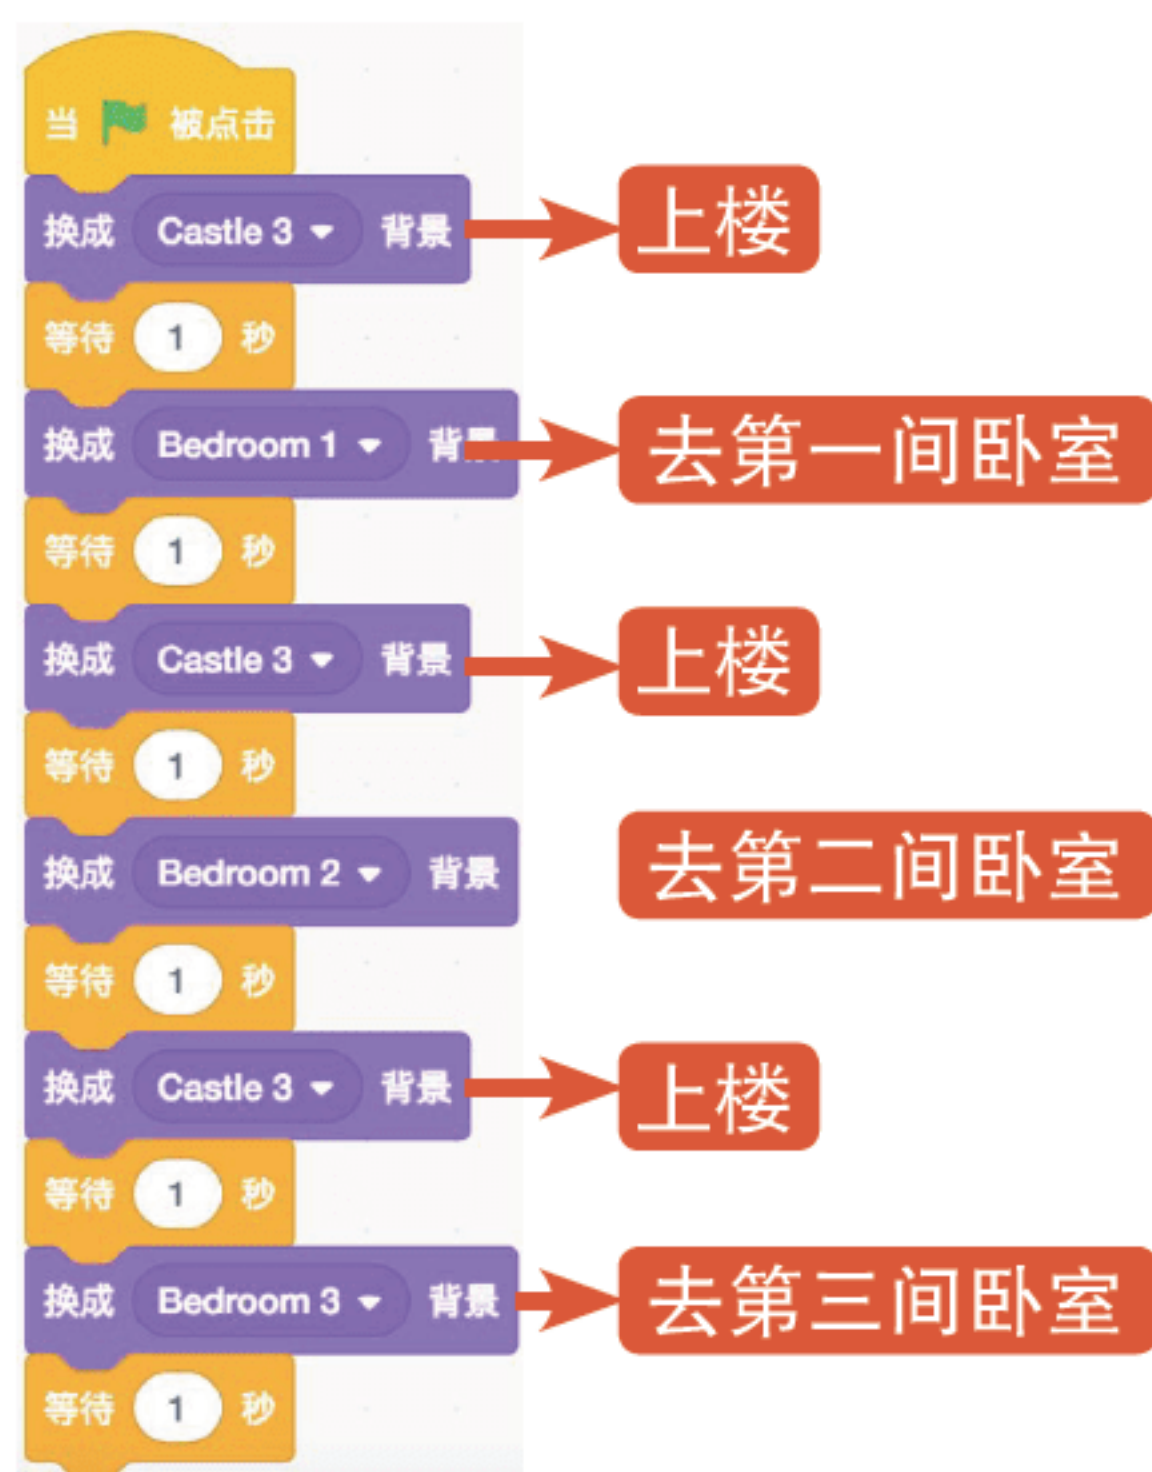 当 被点击
换成 Castle 3 背景
上楼
等待 1 秒
换成 Bedroom 1 背景
去第一间卧室
等待 1 秒
换成 Castle 3 背景
上楼
等待 1 秒
换成 Bedroom 2 背景
去第二间卧室
等待 1 秒
换成 Castle 3 背景
上楼
等待 1 秒
换成 Bedroom 3 背景
去第三间卧室
等待 1 秒